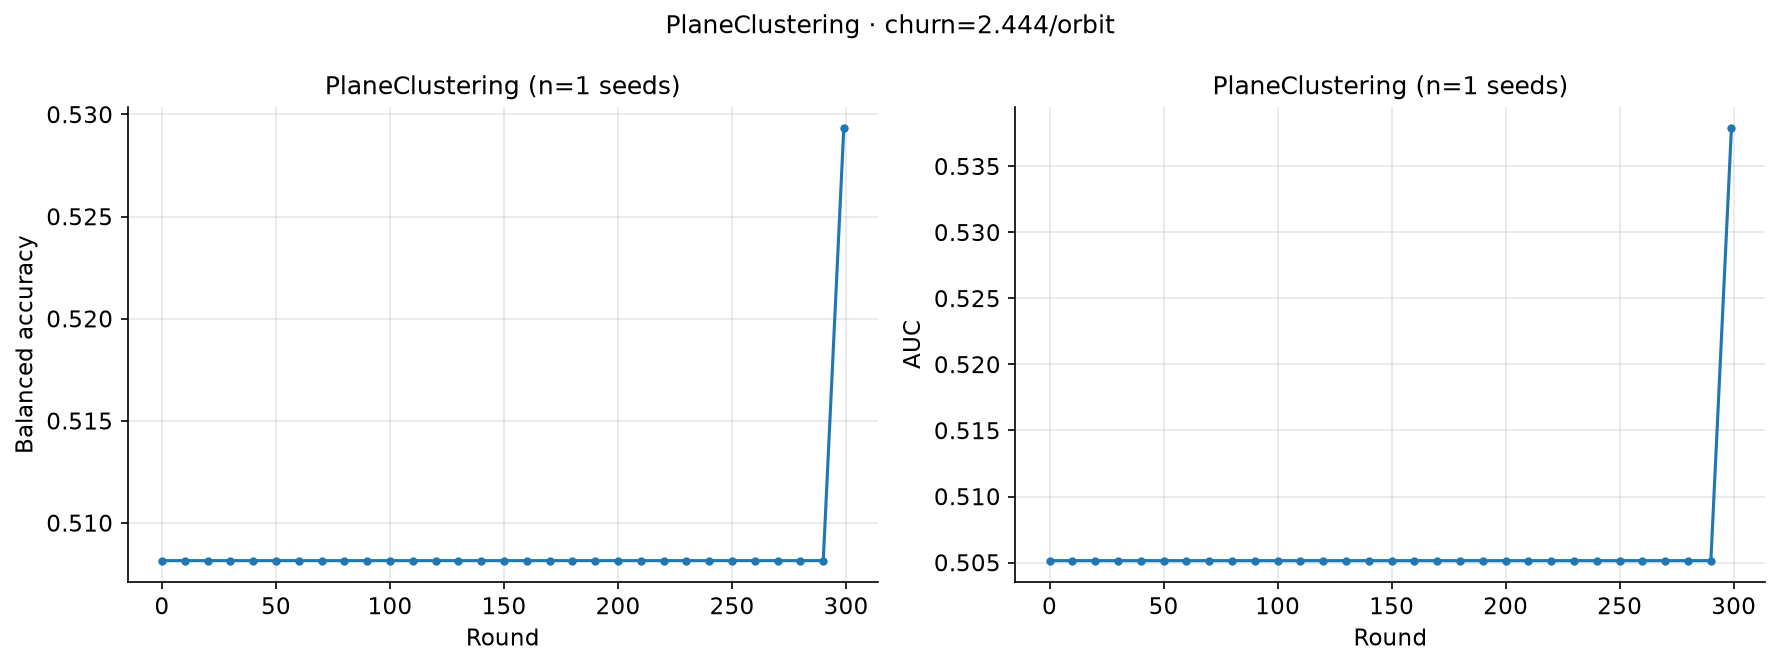 PlaneClustering · churn=2.444/orbit
PlaneClustering (n=1 seeds)
Balanced accuracy
0.530
0.525
0.520
0.515
0.510
0 50 100 150 200 250 300
Round
PlaneClustering (n=1 seeds)
AUC
0.535
0.530
0.525
0.520
0.515
0.510
0.505
0 50 100 150 200 250 300
Round